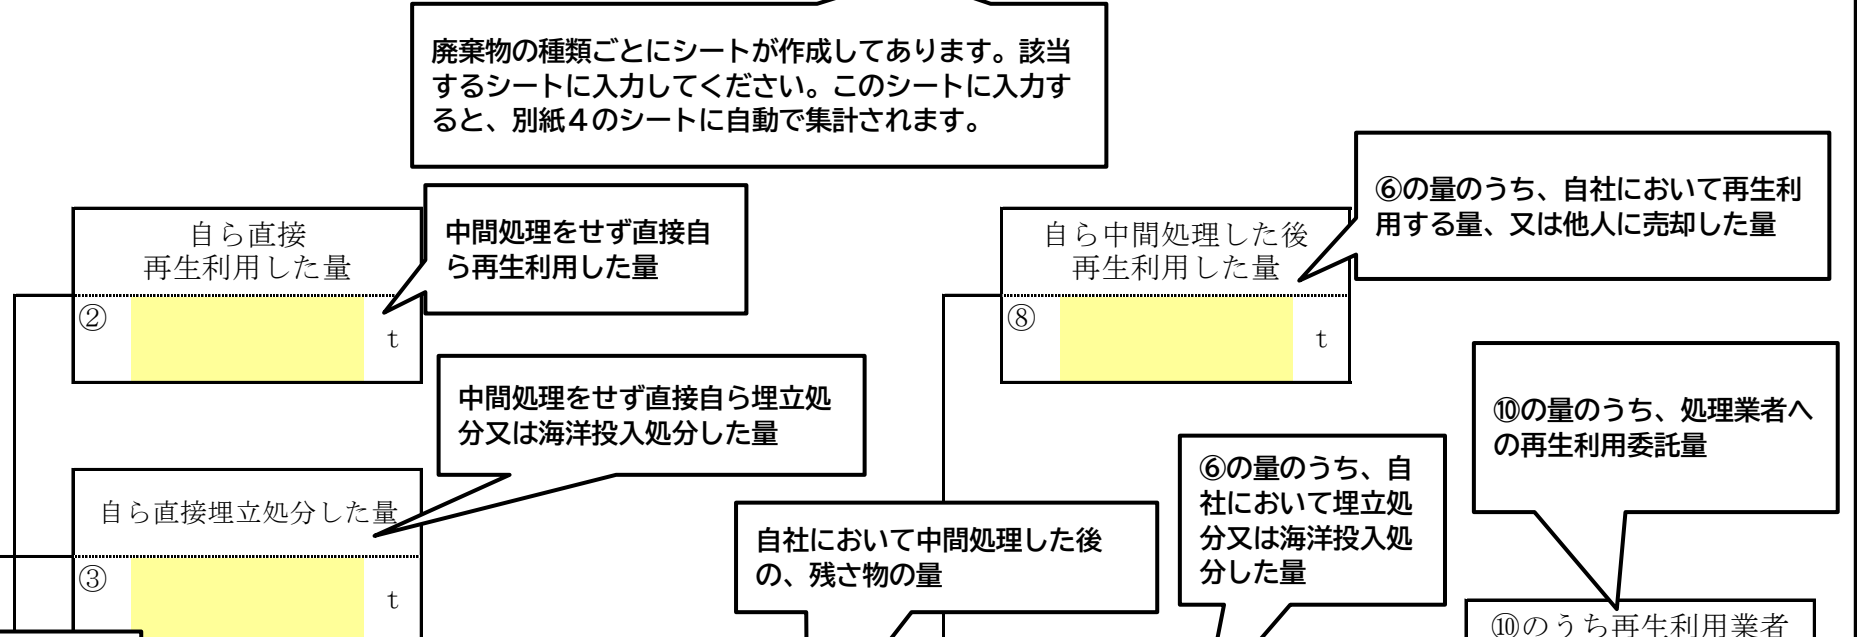 廃棄物の種類ごとにシートが作成してあります。該当
するシートに入力してください。このシートに入力す
ると、別紙４のシートに自動で集計されます。
自ら直接
再生利用した量
②
t
中間処理をせず直接自
ら再生利用した量
自ら中間処理した後
再生利用した量
⑧
t
⑥の量のうち、自社において再生利
用する量、又は他人に売却した量
中間処理をせず直接自ら埋立処
分又は海洋投入処分した量
自ら直接埋立処分した量
③
t
自社において中間処理した後
の、残さ物の量
⑥の量のうち、自
社において埋立処
分又は海洋投入処
分した量
⑩の量のうち、処理業者へ
の再生利用委託量
⑩のうち再生利用業者